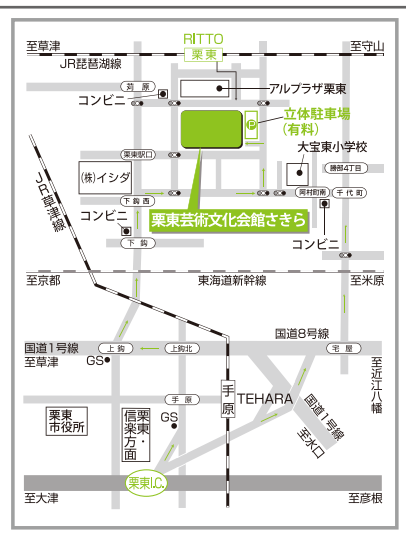 RITTO
栗東
至草津
至守山
JR琵琶湖線
苅原
アルプラザ栗東
コンビニ
立体駐車場
(有料)
P
大宝東小学校
栗東駅口
勝部4丁目
(株)イシダ
下鈎西
阿村町南
千代町
栗東芸術文化会館さきら
コンビニ
下鈎
コンビニ
JR草津線
至京都
東海道新幹線
至米原
国道8号線
国道1号線
上鈎
上鈎北
宅屋
至草津
GS
至近江八幡
手原
手原
TEHARA
国道1号線
至水口
栗東
市役所
栗東・
信楽方面
GS
栗東I.C.
至大津
至彦根